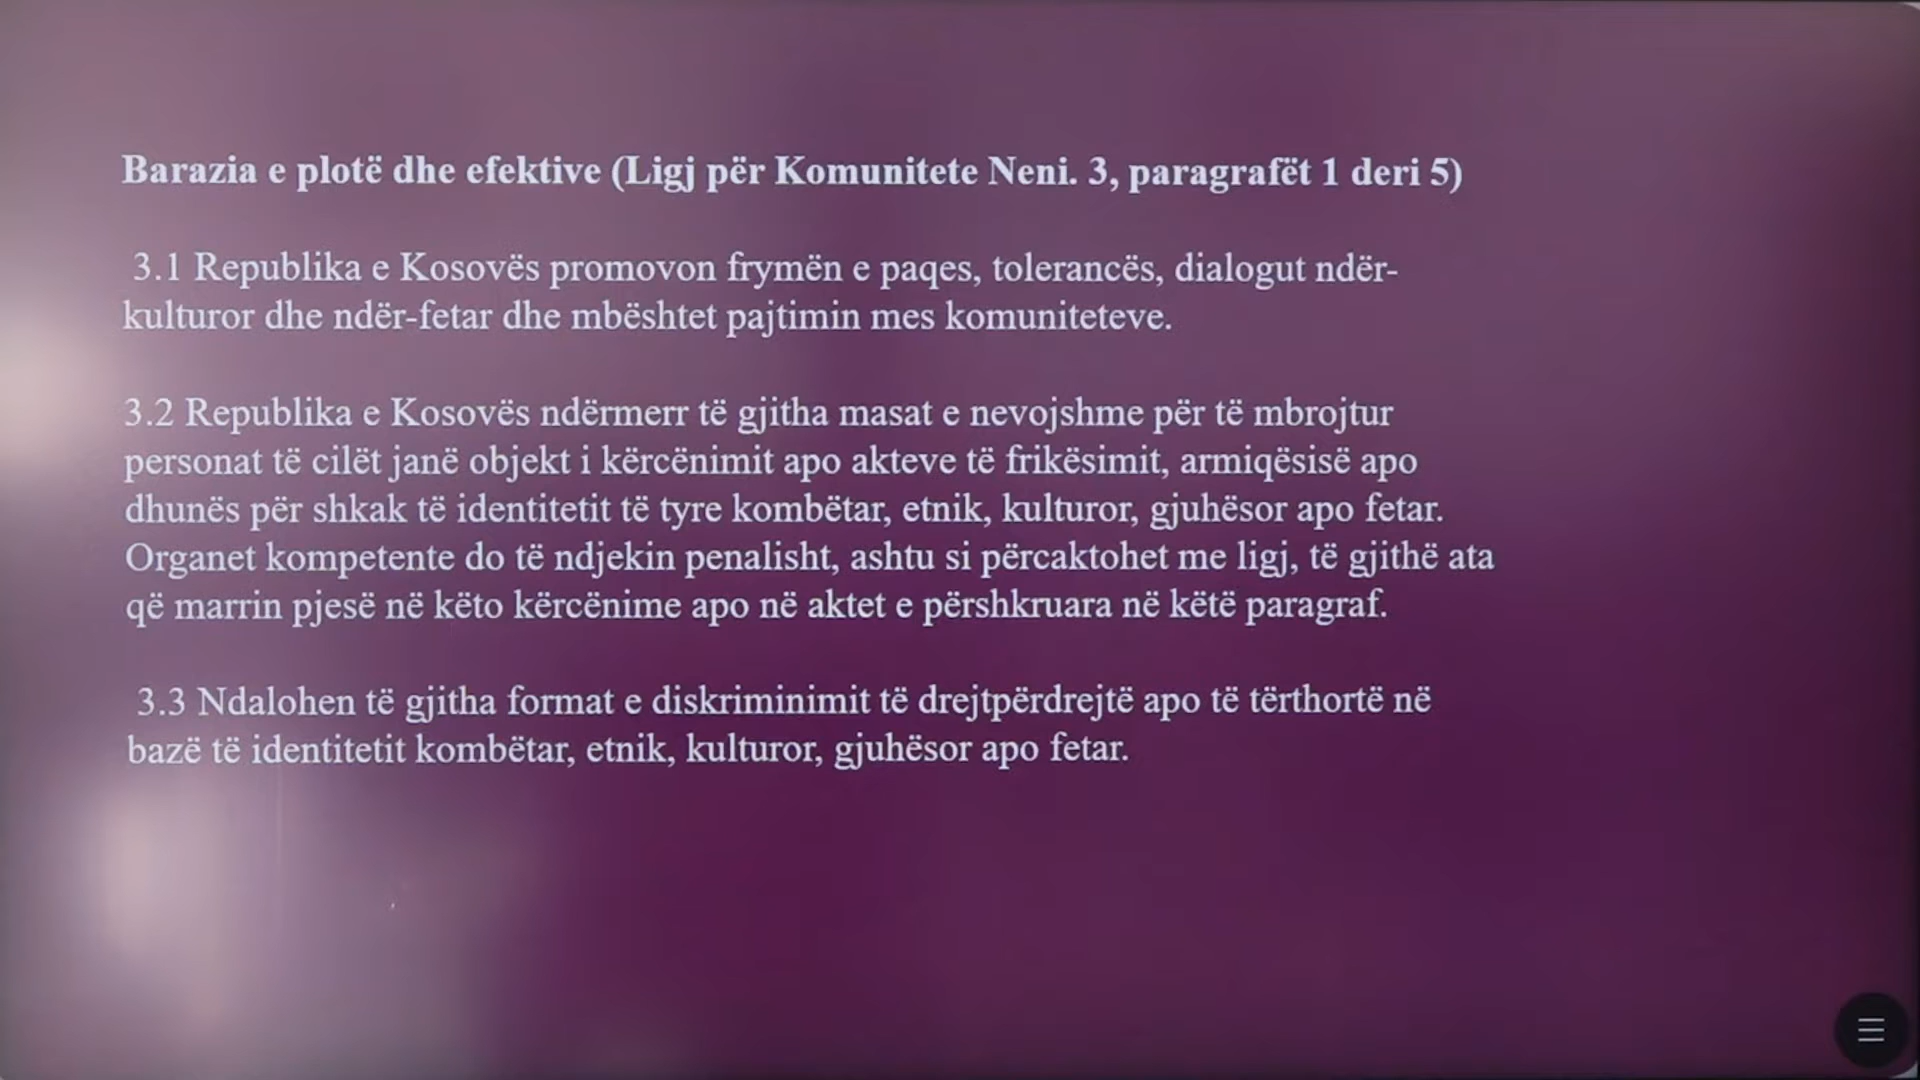 Barazia e plotë dhe efektive (Ligj për Komunitete Neni. 3, paragrafët 1 deri 5)
3.1 Republika e Kosovës promovon frymën e paqes, tolerancës, dialogut ndër-
kulturor dhe ndër-fetar dhe mbështet pajtimin mes komuniteteve.
3.2 Republika e Kosovës ndërmerr të gjitha masat e nevojshme për të mbrojtur
personat të cilët janë objekt i kërcënimit apo akteve të frikësimit, armiqësisë apo
dhunës për shkak të identitetit të tyre kombëtar, etnik, kulturor, gjuhësor apo fetar.
Organet kompetente do të ndjekin penalisht, ashtu si përcaktohet me ligj, të gjithë ata
që marrin pjesë në këto kërcënime apo në aktet e përshkruara në këtë paragraf.
3.3 Ndalohen të gjitha format e diskriminimit të drejtpërdrejtë apo të tërthortë në
bazë të identitetit kombëtar, etnik, kulturor, gjuhësor apo fetar.